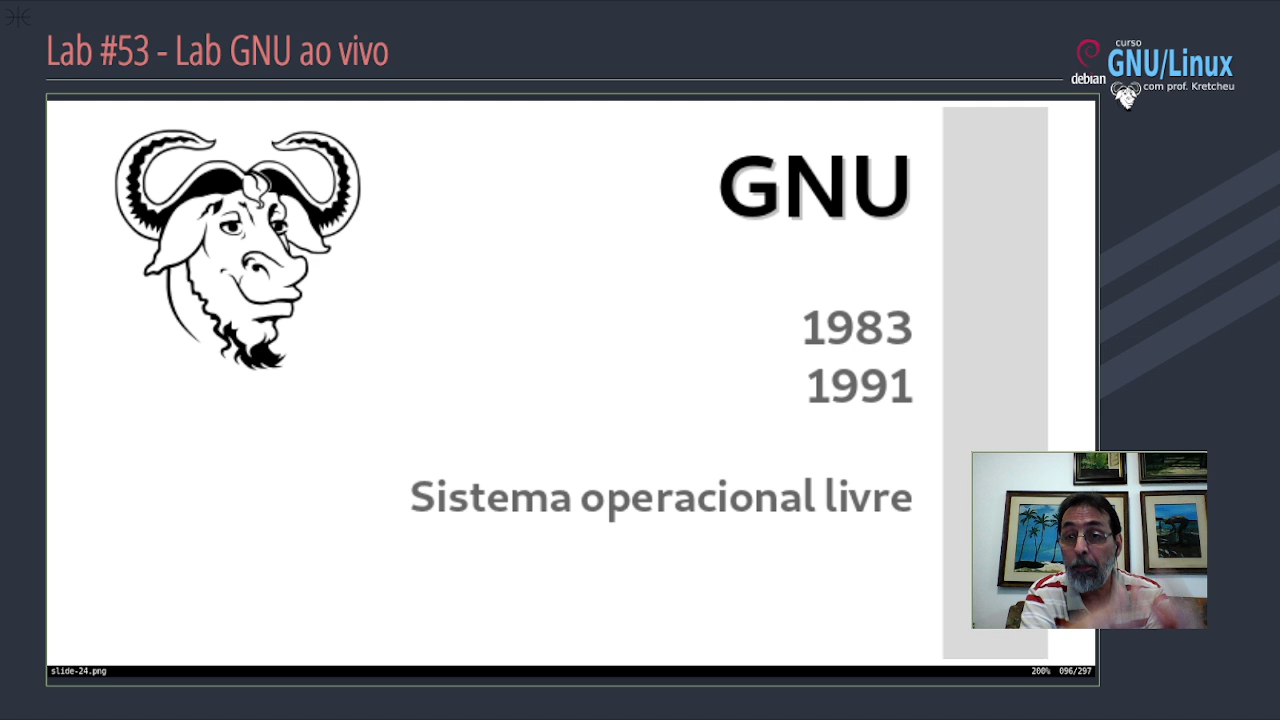 Lab #53 - Lab GNU ao vivo
curso
debian
GNU/Linux
com prof. Kretcheu
GNU
1983
1991
Sistema operacional livre
slide-24.png
200% 096/297